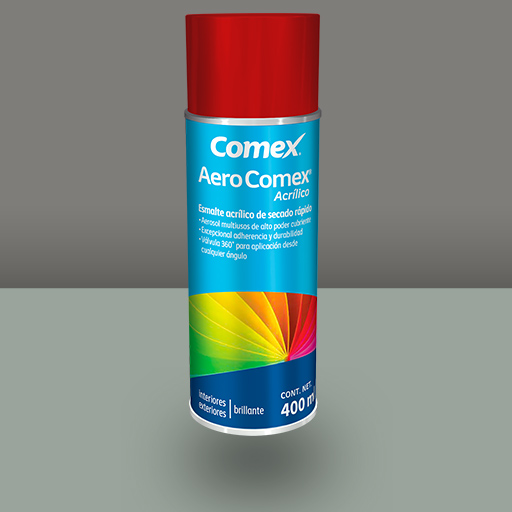 Comex
AeroComex®
Acrílico
Esmalte acrílico de secado rápido
•Aerosol multiusos de alto poder cubriente
•Excepcional adherencia y durabilidad
•Válvula 360° para aplicación desde
cualquier ángulo
interiores
exteriores | brillante
CONT. NET.
400 m